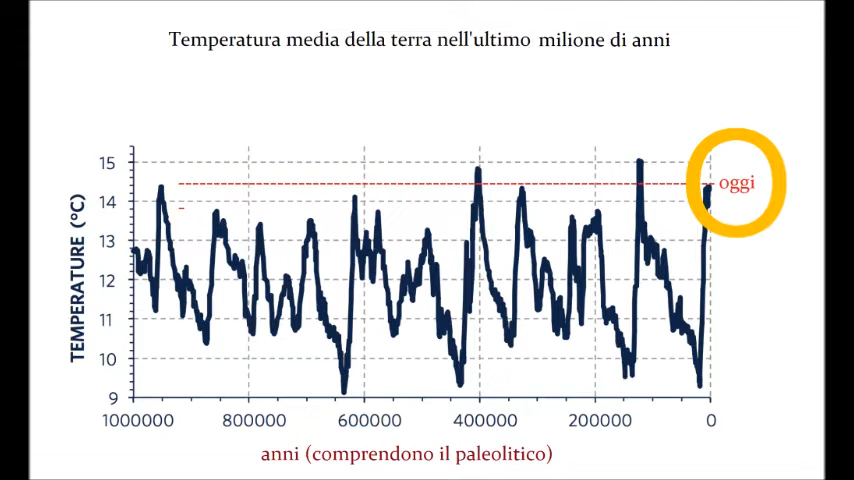 Temperatura media della terra nell'ultimo milione di anni
15
14
13
12
11
10
9
TEMPERATURE (°C)
oggi
1000000 800000 600000 400000 200000 0
anni (comprendono il paleolitico)